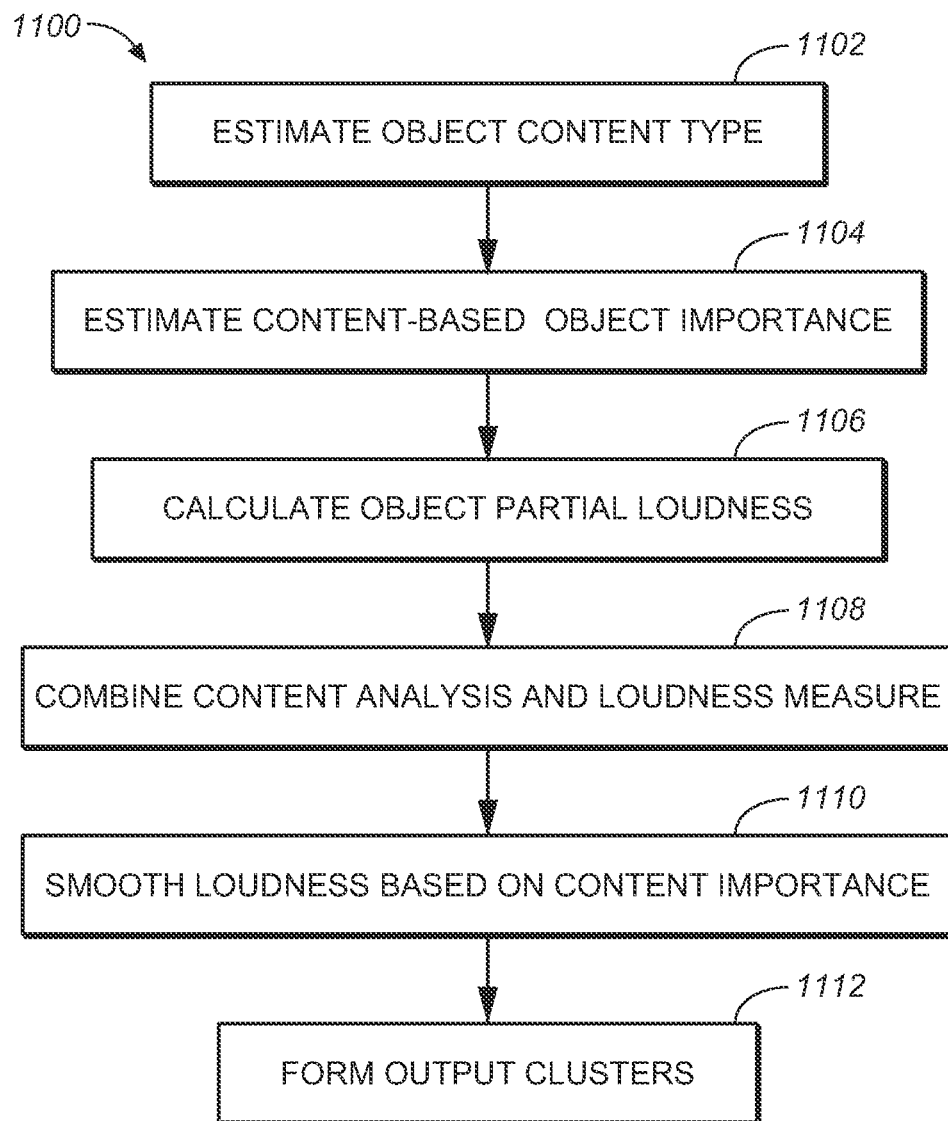 1100
1102
ESTIMATE OBJECT CONTENT TYPE
1104
ESTIMATE CONTENT-BASED OBJECT IMPORTANCE
1106
CALCULATE OBJECT PARTIAL LOUDNESS
1108
COMBINE CONTENT ANALYSIS AND LOUDNESS MEASURE
1110
SMOOTH LOUDNESS BASED ON CONTENT IMPORTANCE
1112
FORM OUTPUT CLUSTERS